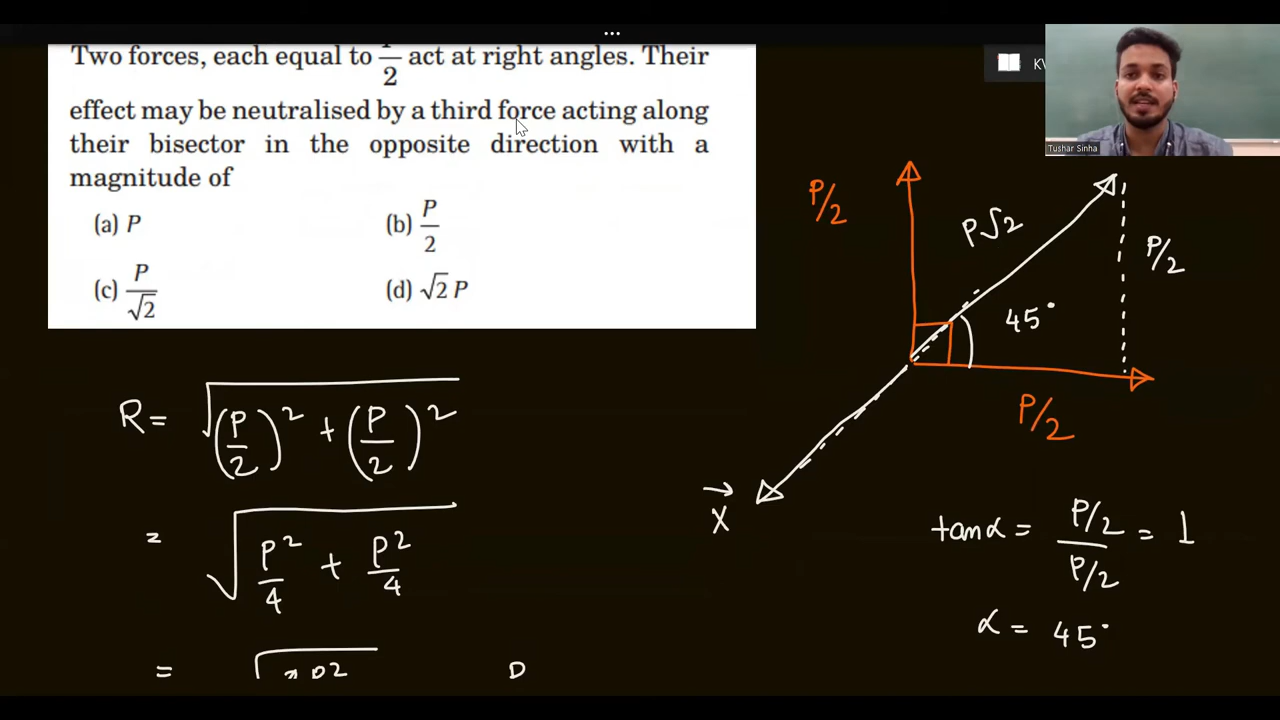 ...
Two forces, each equal to P/2 act at right angles. Their
effect may be neutralised by a third force acting along
their bisector in the opposite direction with a
magnitude of
(a) P (b) P/2
(c) P/√2 (d) √2 P
KV
Tushar Sinha
P/2
P√2
P/2
45°
P/2
X
R = √((P/2)² + (P/2)²)
= √(P²/4 + P²/4)
=
tanα = P/2 / P/2 = 1
α = 45°